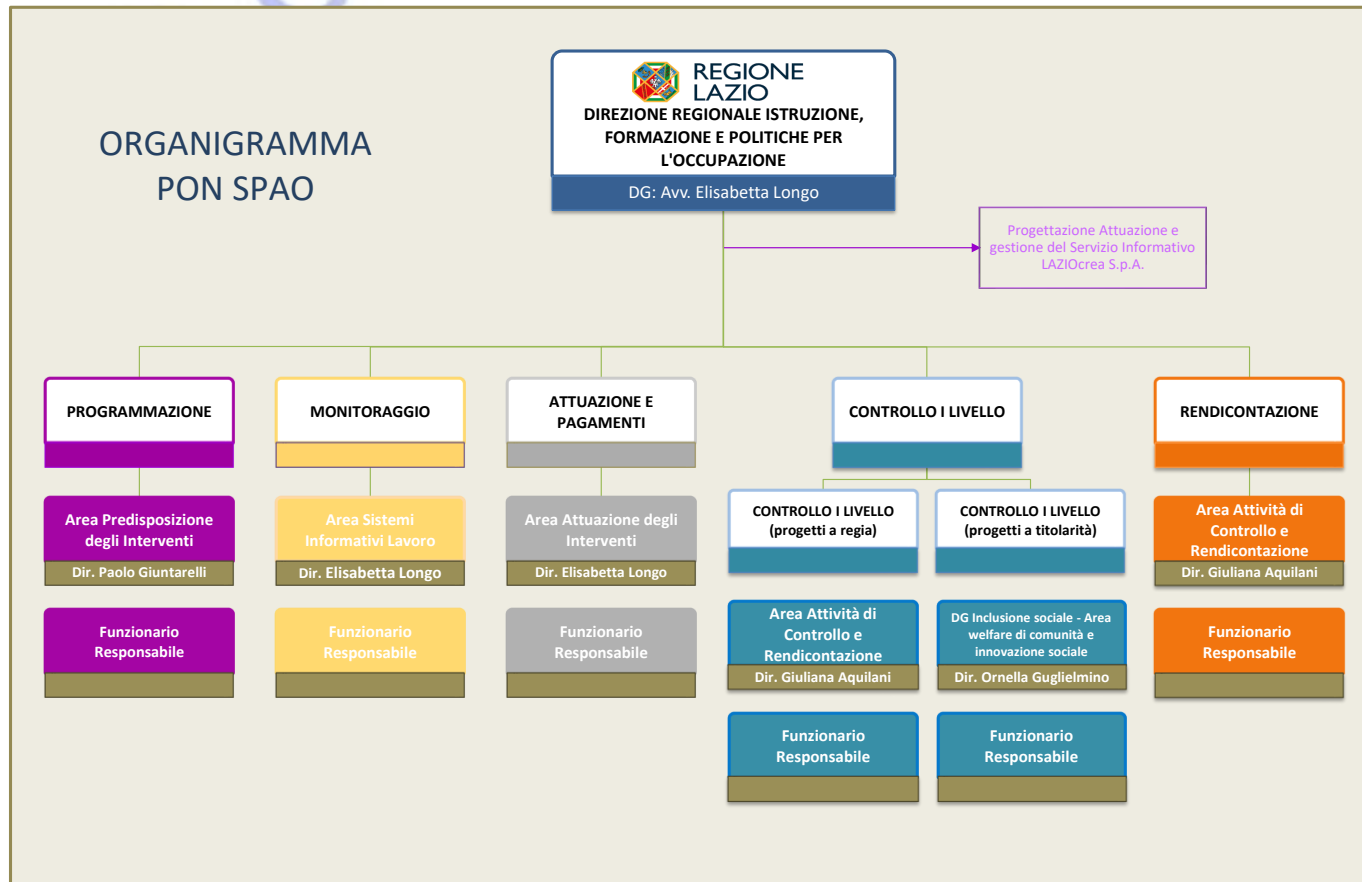 ORGANIGRAMMA
PON SPAO
REGIONE
LAZIO
DIREZIONE REGIONALE ISTRUZIONE,
FORMAZIONE E POLITICHE PER
L'OCCUPAZIONE
DG: Avv. Elisabetta Longo
Progettazione Attuazione e
gestione del Servizio Informativo
LAZIOcrea S.p.A.
PROGRAMMAZIONE
Area Predisposizione
degli Interventi
Dir. Paolo Giuntarelli
Funzionario
Responsabile
MONITORAGGIO
Area Sistemi
Informativi Lavoro
Dir. Elisabetta Longo
Funzionario
Responsabile
ATTUAZIONE E
PAGAMENTI
Area Attuazione degli
Interventi
Dir. Elisabetta Longo
Funzionario
Responsabile
CONTROLLO I LIVELLO
CONTROLLO I LIVELLO
(progetti a regia)
Area Attività di
Controllo e
Rendicontazione
Dir. Giuliana Aquilani
Funzionario
Responsabile
CONTROLLO I LIVELLO
(progetti a titolarità)
DG Inclusione sociale - Area
welfare di comunità e
innovazione sociale
Dir. Ornella Guglielmino
Funzionario
Responsabile
RENDICONTAZIONE
Area Attività di
Controllo e
Rendicontazione
Dir. Giuliana Aquilani
Funzionario
Responsabile